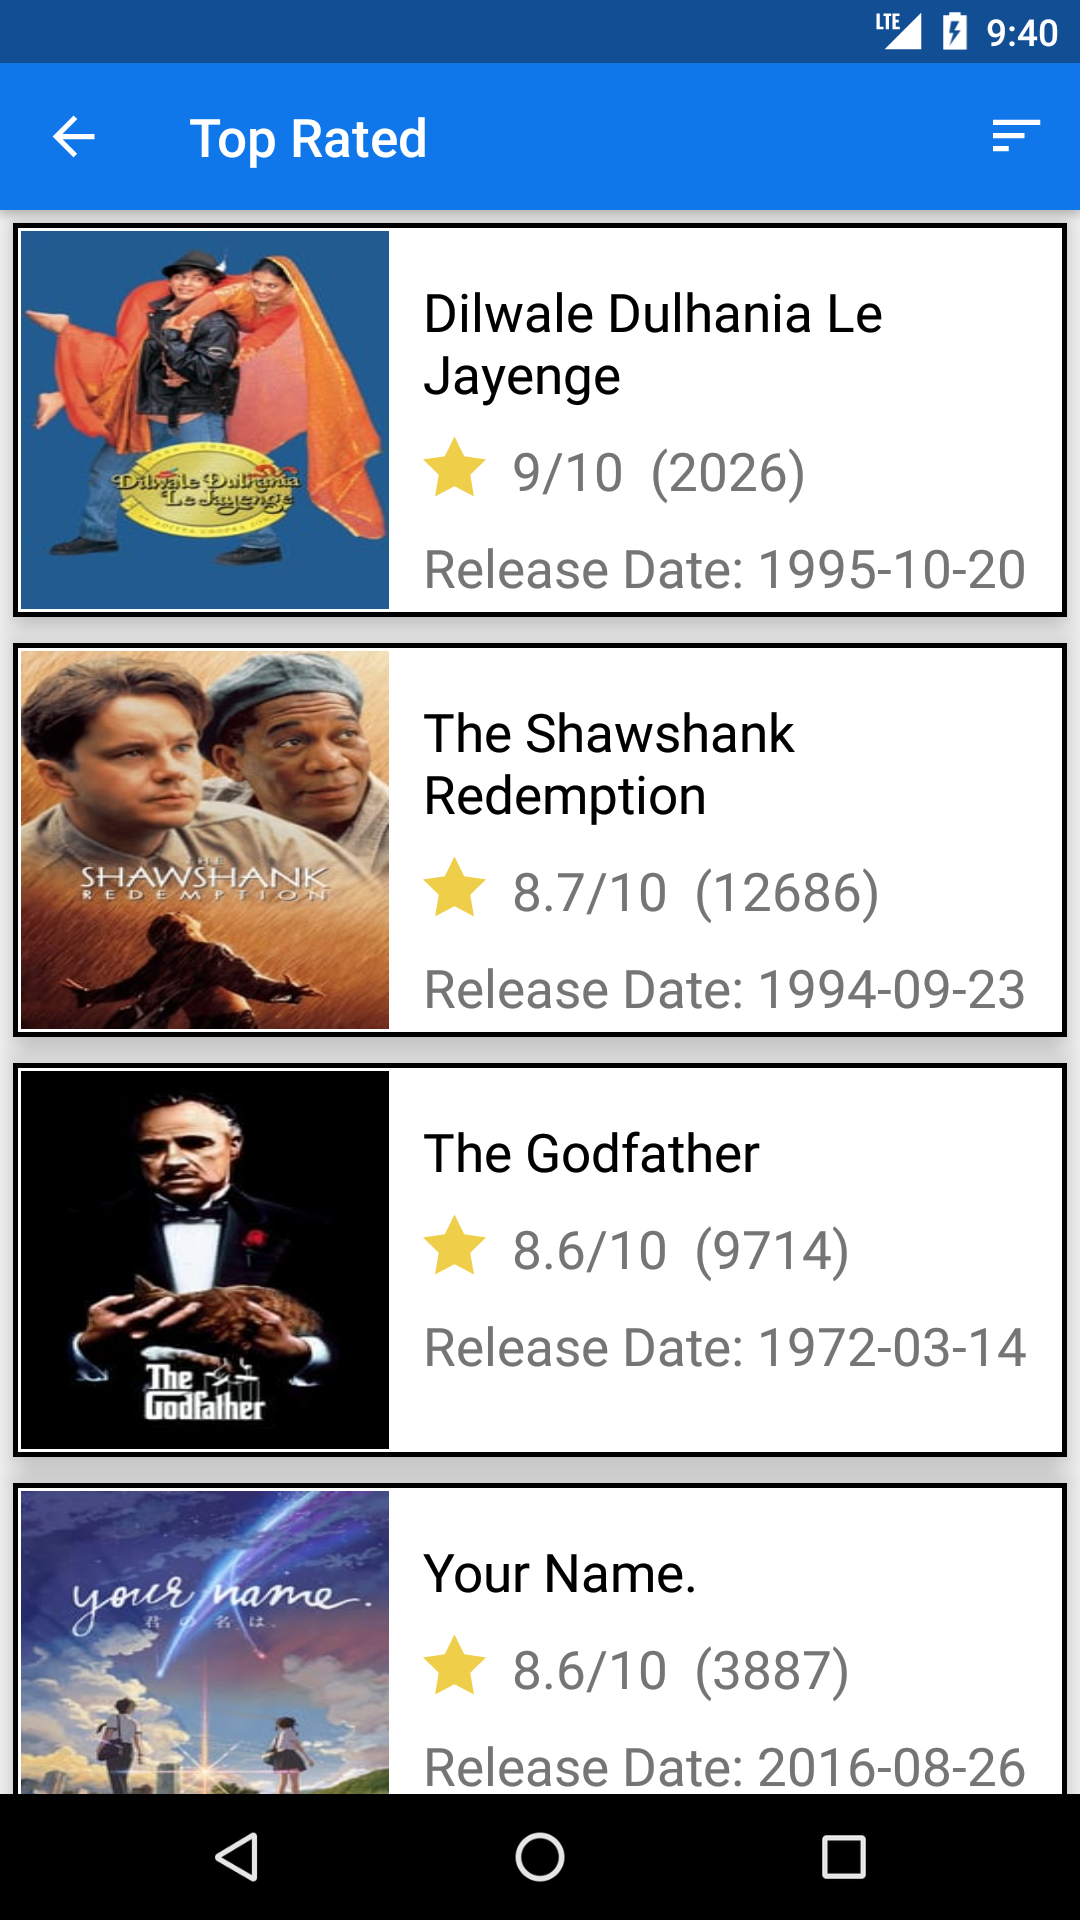 LTE 9:40
Top Rated
Dilwale Dulhania Le
Jayenge
9/10 (2026)
Release Date: 1995-10-20
Dilwale Dulhania
Le Jayenge
The Shawshank
Redemption
8.7/10 (12686)
Release Date: 1994-09-23
THE
SHAWSHANK
REDEMPTION
The Godfather
8.6/10 (9714)
Release Date: 1972-03-14
The
Godfather
Your Name.
8.6/10 (3887)
Release Date: 2016-08-26
your name.
君の名は.